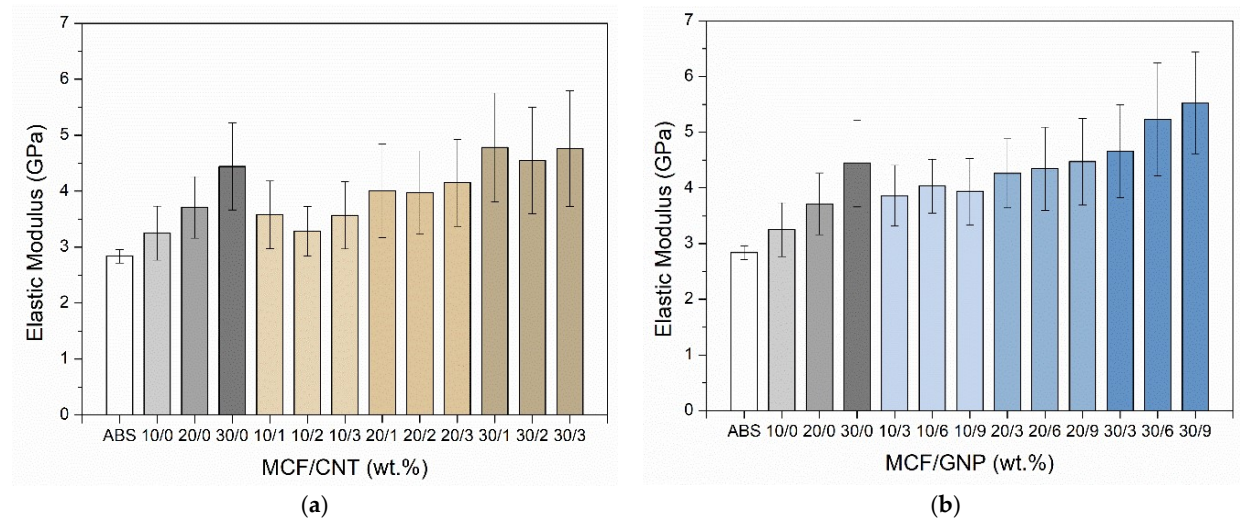 7
6
5
4
3
2
1
0
Elastic Modulus (GPa)
ABS 10/0 20/0 30/0 10/1 10/2 10/3 20/1 20/2 20/3 30/1 30/2 30/3
MCF/CNT (wt.%)
(a)
7
6
5
4
3
2
1
0
Elastic Modulus (GPa)
ABS 10/0 20/0 30/0 10/3 10/6 10/9 20/3 20/6 20/9 30/3 30/6 30/9
MCF/GNP (wt.%)
(b)